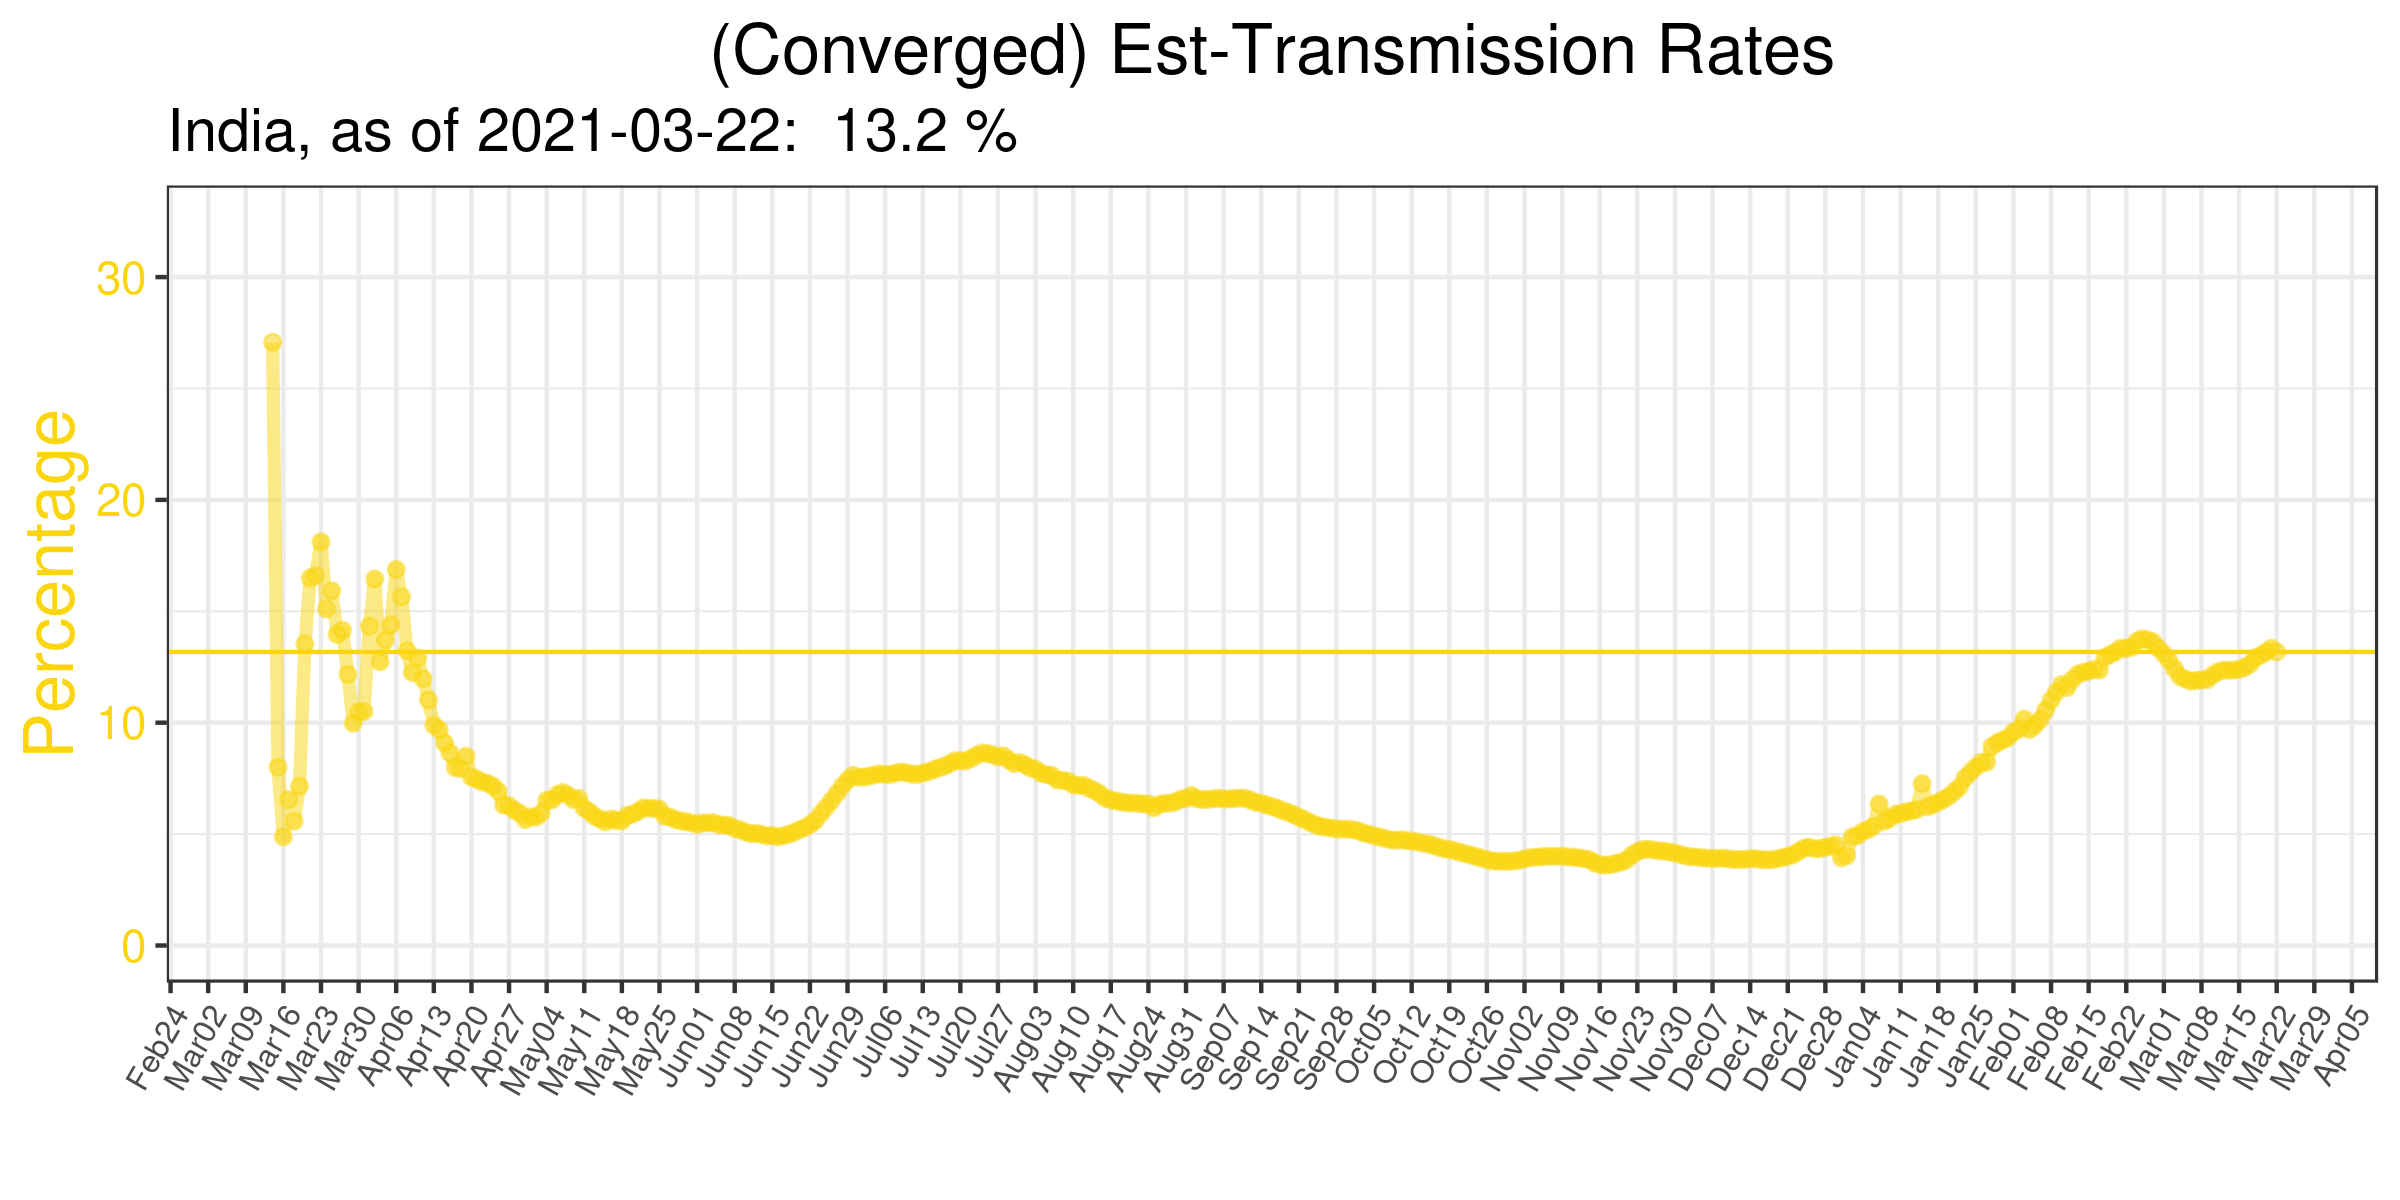 (Converged) Est-Transmission Rates
India, as of 2021-03-22:  13.2 %
Percentage
30
20
10
0
Feb24
Mar02
Mar09
Mar16
Mar23
Mar30
Apr06
Apr13
Apr20
Apr27
May04
May11
May18
May25
Jun01
Jun08
Jun15
Jun22
Jun29
Jul06
Jul13
Jul20
Jul27
Aug03
Aug10
Aug17
Aug24
Aug31
Sep07
Sep14
Sep21
Sep28
Oct05
Oct12
Oct19
Oct26
Nov02
Nov09
Nov16
Nov23
Nov30
Dec07
Dec14
Dec21
Dec28
Jan04
Jan11
Jan18
Jan25
Feb01
Feb08
Feb15
Feb22
Mar01
Mar08
Mar15
Mar22
Mar29
Apr05